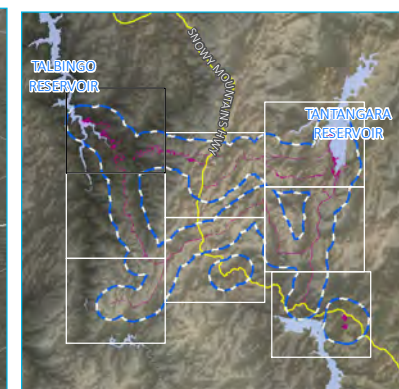 SNOWY MOUNTAINS HWY
TALBINGO
RESERVOIR
TANTANGARA
RESERVOIR